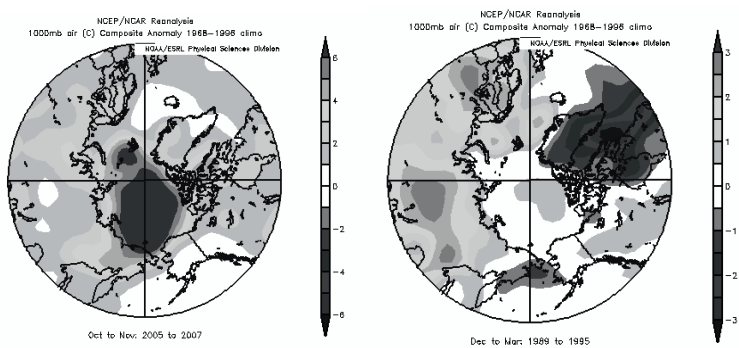 NCEP/NCAR Reanalysis
1000mb air (C) Composite Anomaly 1968-1996 climo
NOAA/ESRL Physical Sciences Division
6
4
2
0
-2
-4
-6
Oct to Nov: 2005 to 2007
NCEP/NCAR Reanalysis
1000mb air (C) Composite Anomaly 1968-1996 climo
NOAA/ESRL Physical Sciences Division
3
2
1
0
-1
-2
-3
Dec to Mar: 1989 to 1995